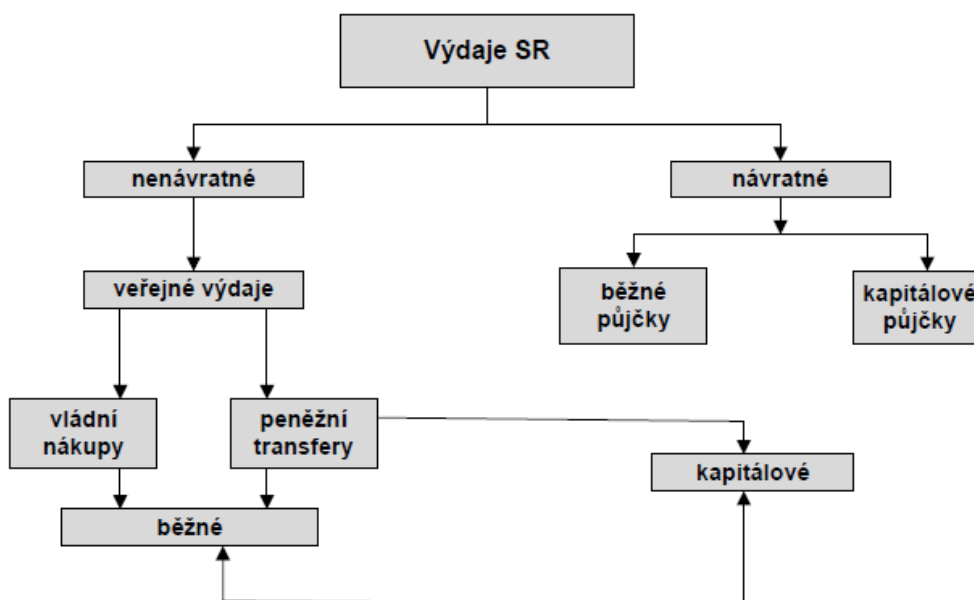 Výdaje SR
nenávratné
návratné
veřejné výdaje
běžné
půjčky
kapitálové
půjčky
vládní
nákupy
peněžní
transfery
kapitálové
běžné